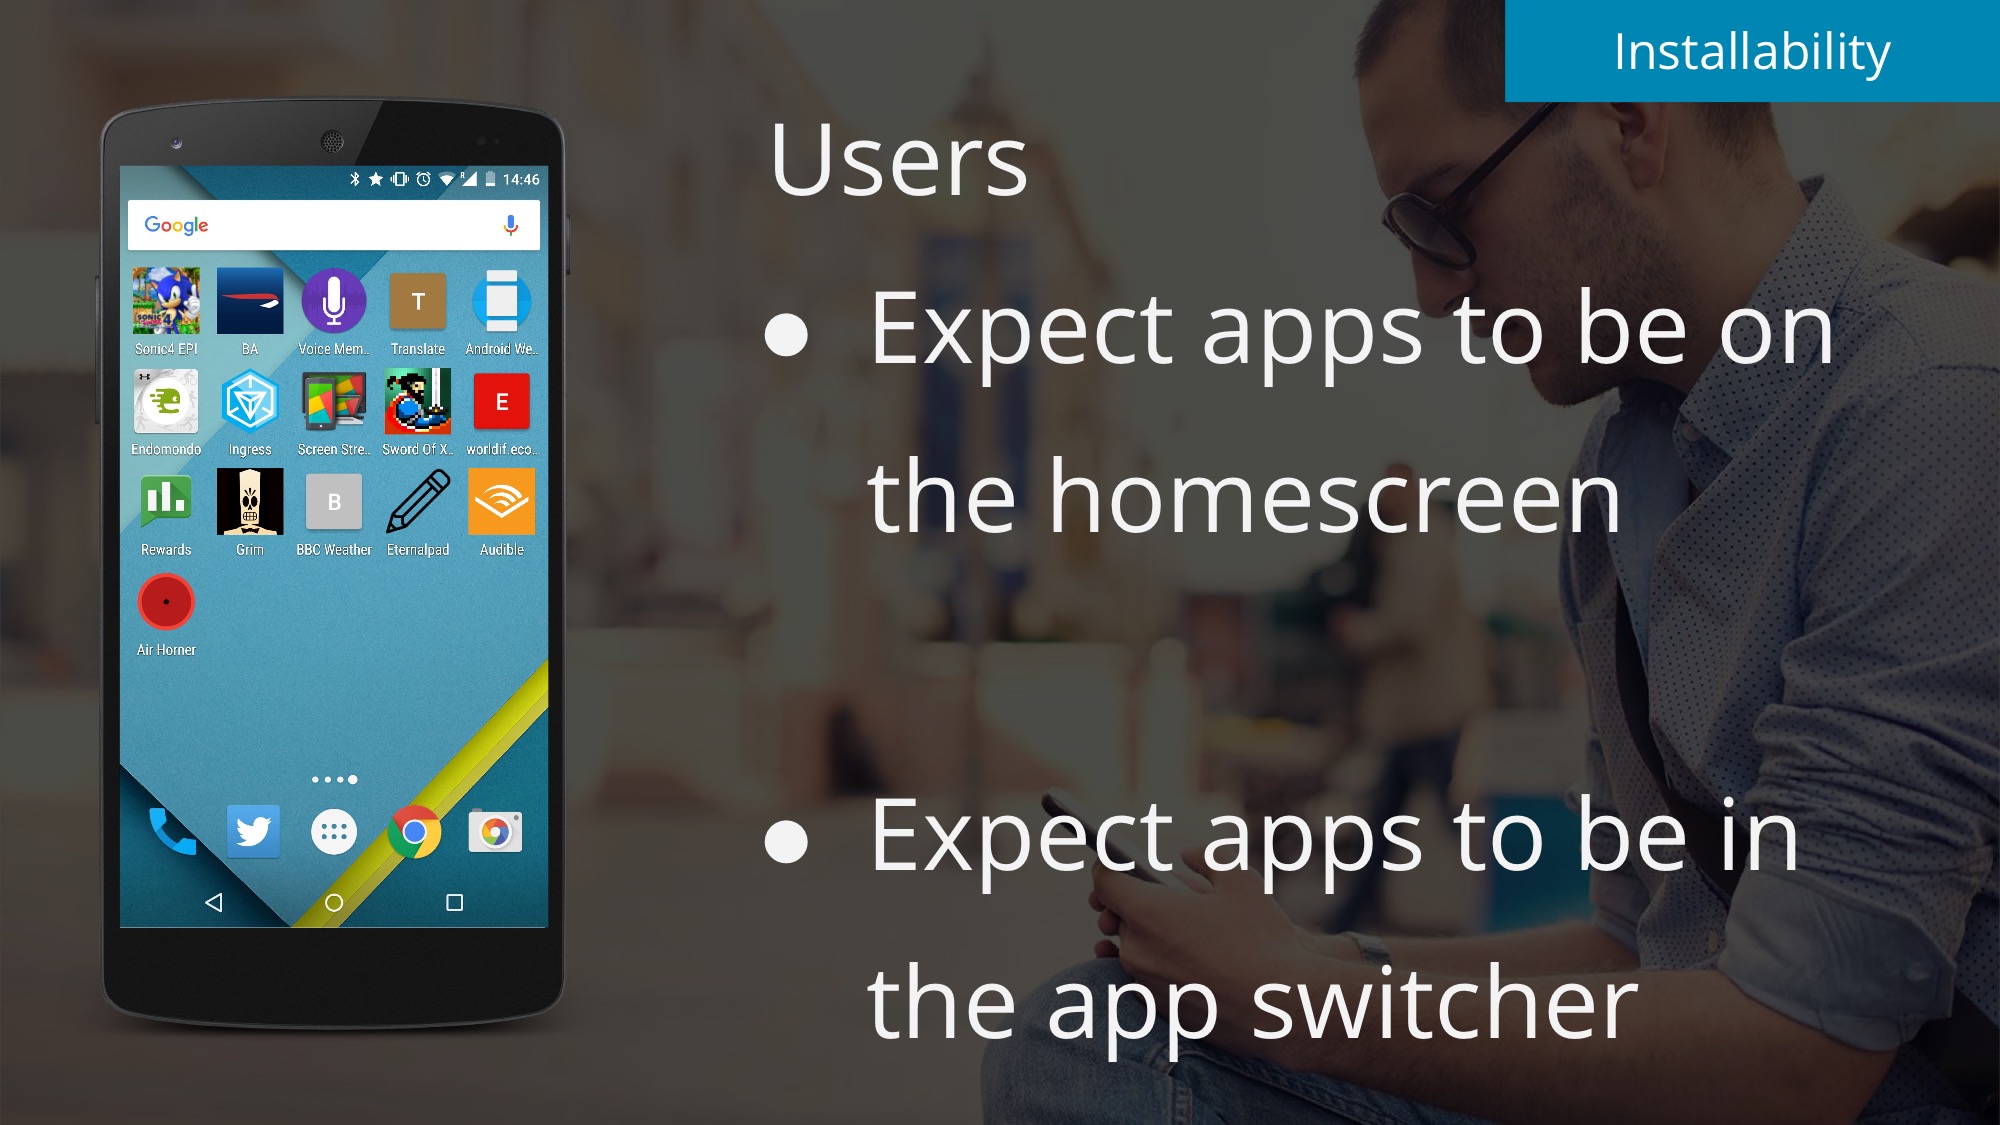 Installability
Users
● Expect apps to be on
the homescreen
● Expect apps to be in
the app switcher
14:46
Google
T
Sonic4 EPI BA Voice Mem.. Translate Android We..
E
Endomondo Ingress Screen Stre.. Sword Of X.. worldif.eco..
B
Rewards Grim BBC Weather Eternalpad Audible
Air Horner